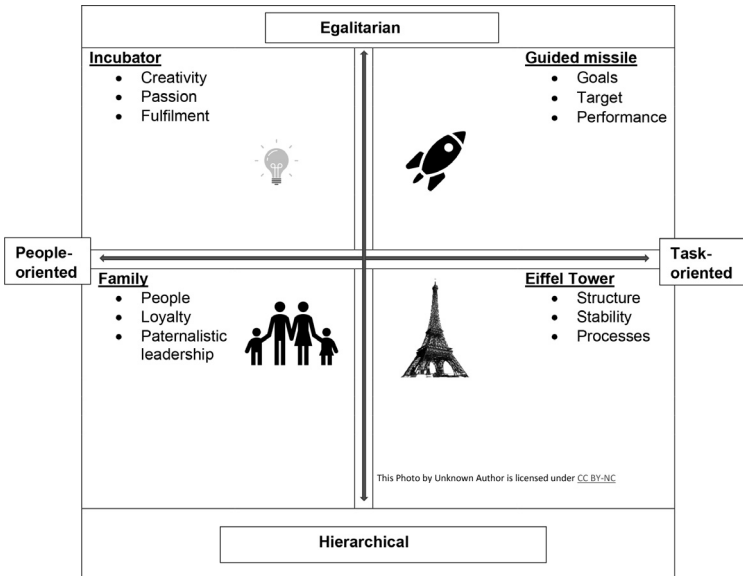 Egalitarian
Incubator
• Creativity
• Passion
• Fulfilment
Guided missile
• Goals
• Target
• Performance
People-
oriented
Task-
oriented
Family
• People
• Loyalty
• Paternalistic
leadership
Eiffel Tower
• Structure
• Stability
• Processes
This Photo by Unknown Author is licensed under CC BY-NC
Hierarchical